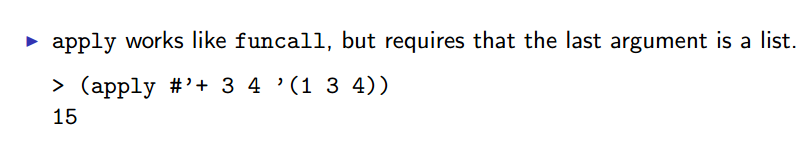 ▶ apply works like funcall, but requires that the last argument is a list.
> (apply #’+ 3 4 ’(1 3 4))
15